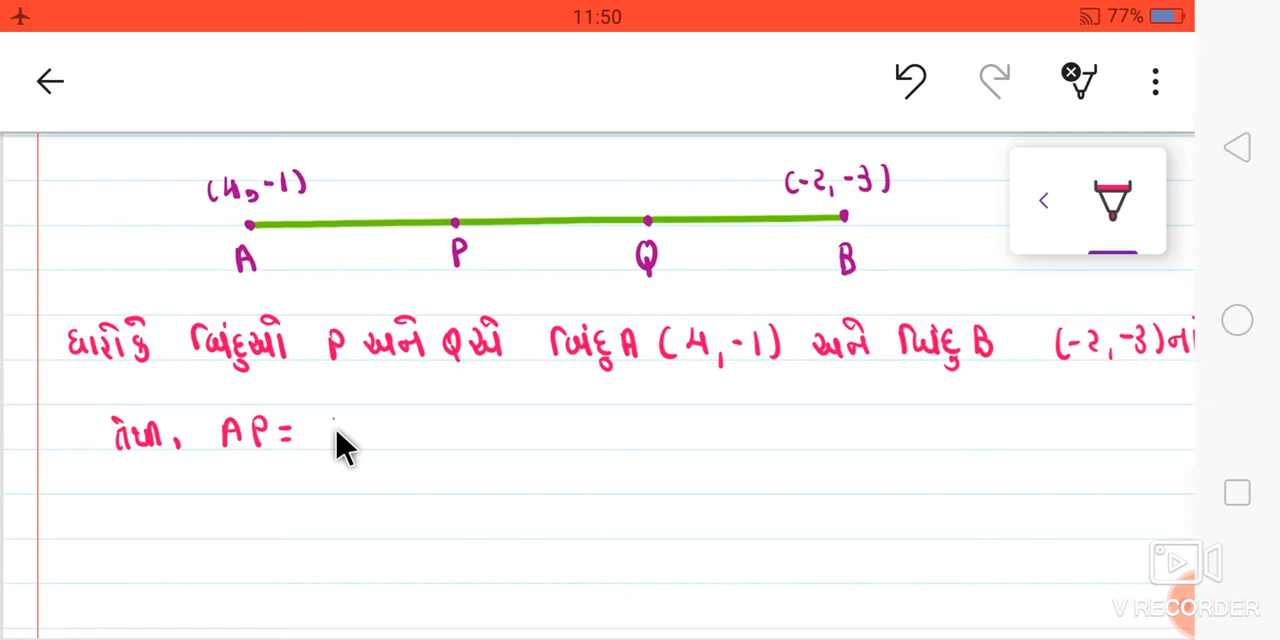 11:50
77%
(4, -1)
(-2, -3)
A
P
Q
B
ધારોકે બિંદુઓ P અને Q એ બિંદુ A (4, -1) અને બિંદુ B (-2, -3) નાં
તેથી, AP =
V RECORDER